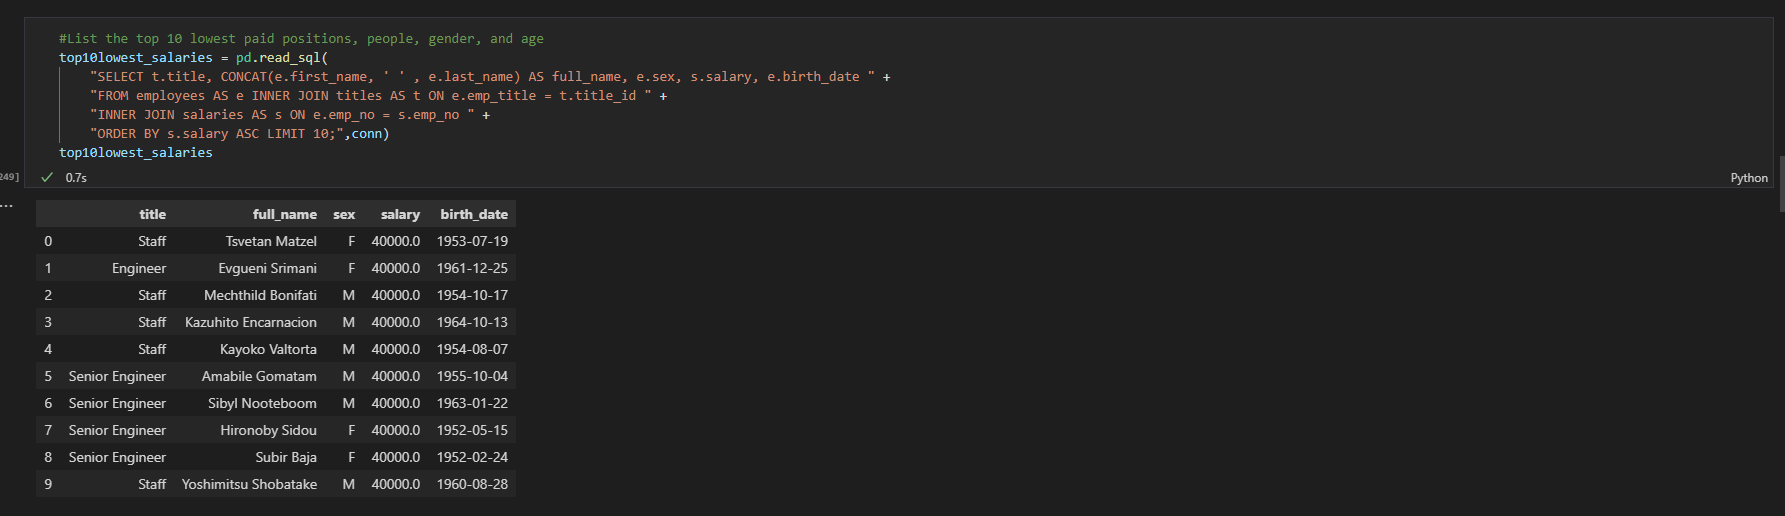 #List the top 10 lowest paid positions, people, gender, and age
top10lowest_salaries = pd.read_sql(
"SELECT t.title, CONCAT(e.first_name, ' ' , e.last_name) AS full_name, e.sex, s.salary, e.birth_date " +
"FROM employees AS e INNER JOIN titles AS t ON e.emp_title = t.title_id " +
"INNER JOIN salaries AS s ON e.emp_no = s.emp_no " +
"ORDER BY s.salary ASC LIMIT 10;",conn)
top10lowest_salaries
249] 0.7s Python
...
title full_name sex salary birth_date
0 Staff Tsvetan Matzel F 40000.0 1953-07-19
1 Engineer Evgueni Srimani F 40000.0 1961-12-25
2 Staff Mechthild Bonifati M 40000.0 1954-10-17
3 Staff Kazuhito Encarnacion M 40000.0 1964-10-13
4 Staff Kayoko Valtorta M 40000.0 1954-08-07
5 Senior Engineer Amabile Gomatam M 40000.0 1955-10-04
6 Senior Engineer Sibyl Nooteboom M 40000.0 1963-01-22
7 Senior Engineer Hironoby Sidou F 40000.0 1952-05-15
8 Senior Engineer Subir Baja F 40000.0 1952-02-24
9 Staff Yoshimitsu Shobatake M 40000.0 1960-08-28